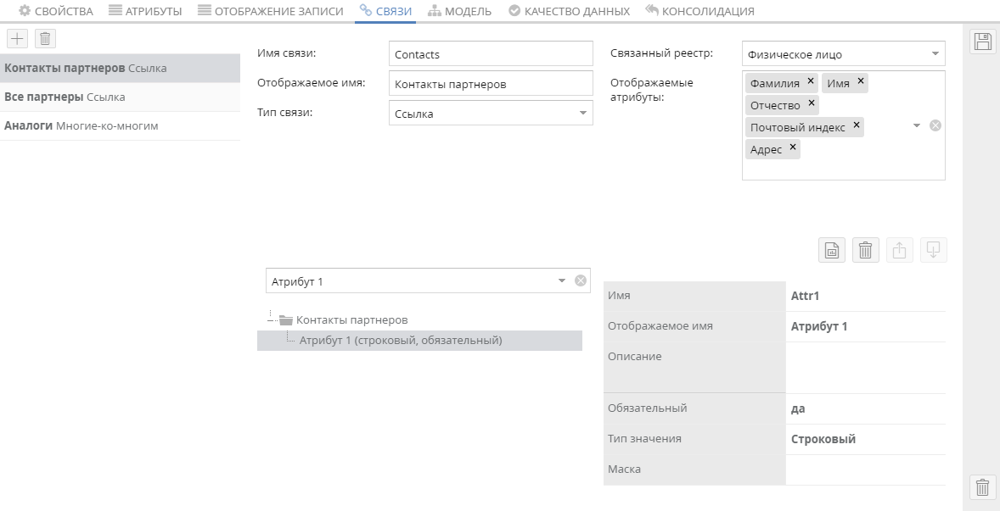 СВОЙСТВА АТРИБУТЫ ОТОБРАЖЕНИЕ ЗАПИСИ СВЯЗИ МОДЕЛЬ КАЧЕСТВО ДАННЫХ КОНСОЛИДАЦИЯ
Контакты партнеров Ссылка
Все партнеры Ссылка
Аналоги Многие-ко-многим
Имя связи: Contacts
Отображаемое имя: Контакты партнеров
Тип связи: Ссылка
Связанный реестр: Физическое лицо
Отображаемые
атрибуты:
Фамилия × Имя ×
Отчество ×
Почтовый индекс ×
Адрес ×
Атрибут 1
Контакты партнеров
Атрибут 1 (строковый, обязательный)
Имя Attr1
Отображаемое имя Атрибут 1
Описание
Обязательный да
Тип значения Строковый
Маска